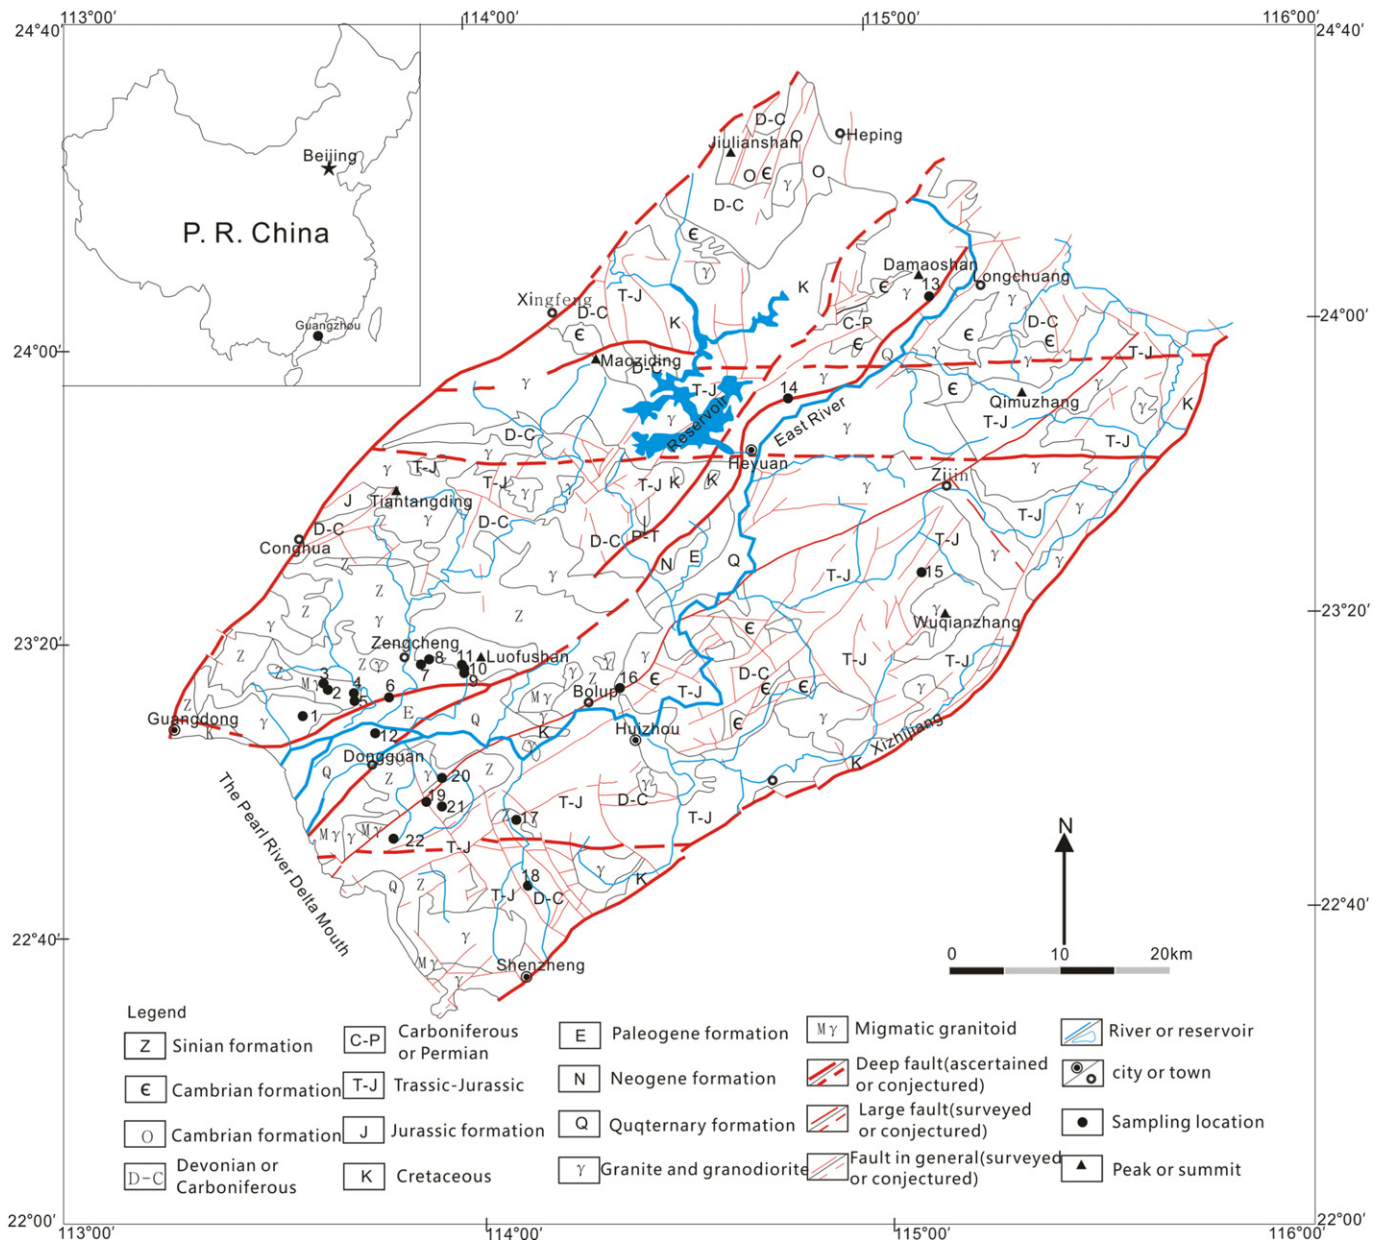 113°00′
114°00′
115°00′
116°00′
24°40′
24°40′
Beijing
P. R. China
Guangzhou
D-C
O
Heping
Jiulianshan
O
Є
γ
O
D-C
Є
γ
Damaoshan
Longchuang
K
Є
γ
13
γ
Xingfeng
T-J
D-C
K
C-P
Є
D-C
24°00′
Є
Є
Є
Q
γ
24°00′
Maoziding
D-C
γ
T-J
γ
T-J
14
γ
Є
Qimuzhang
γ
γ
K
Reservoir
γ
East River
γ
T-J
D-C
T-J
Heyuan
γ
T-J
γ
γ
Zijin
T-J
K
K
γ
γ
γ
J
Tiantangding
γ
γ
D-C
T-J
γ
D-C
P-T
D-C
T-J
Conghua
N
E
Q
γ
γ
Z
γ
T-J
15
Z
Z
γ
Z
γ
Wuqianzhang
23°20′
γ
Є
23°20′
Zengcheng
Z
8
11
Luofushan
γ
T-J
T-J
Z
Z
γ
7
10
γ
Z
D-C
3
4
9
16
Є
Mγ
2
5
6
Mγ
Bolup
T-J
Є
Є
Z
1
E
Q
γ
Є
Guangdong
γ
K
12
K
Huizhou
Xizhijiang
Dongguan
K
Q
Z
γ
20
Z
γ
19
21
T-J
D-C
Z
17
T-J
Mγ
γ
Mγ
22
T-J
The Pearl River Delta Mouth
N
Q
Z
18
γ
K
T-J
D-C
22°40′
22°40′
γ
Mγ
Shenzheng
0
10
20km
γ
Legend
Z
Sinian formation
Є
Cambrian formation
O
Cambrian formation
D-C
Devonian or
Carboniferous
C-P
Carboniferous
or Permian
T-J
Trassic-Jurassic
J
Jurassic formation
K
Cretaceous
E
Paleogene formation
N
Neogene formation
Q
Ququternary formation
γ
Granite and granodiorite
Mγ
Migmatic granitoid
Deep fault(ascertained
or conjectured)
Large fault(surveyed
or conjectured)
Fault in general(surveyed
or conjectured)
River or reservoir
city or town
Sampling location
Peak or summit
22°00′
22°00′
113°00′
114°00′
115°00′
116°00′